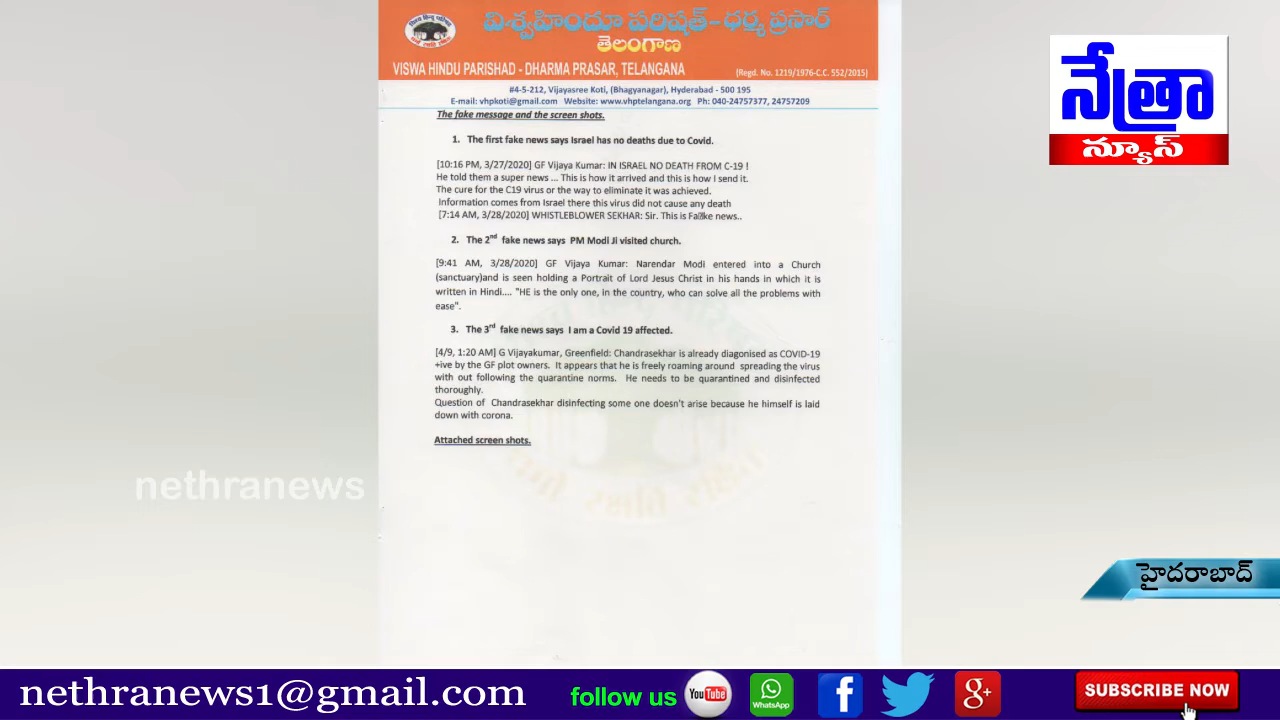 విశ్వహిందూ పరిషత్-ధర్మ ప్రసార్
తెలంగాణ
VISWA HINDU PARISHAD - DHARMA PRASAR, TELANGANA
(Regd. No. 1219/1976-C.C. 552/2015)
#4-5-212, Vijayasree Koti, (Bhagyanagar), Hyderabad - 500 195
E-mail: vhpkoti@gmail.com Website: www.vhptelangana.org Ph: 040-24757377, 24757209
The fake message and the screen shots.
1. The first fake news says Israel has no deaths due to Covid.
[10:16 PM, 3/27/2020] GF Vijaya Kumar: IN ISRAEL NO DEATH FROM C-19 !
He told them a super news ... This is how it arrived and this is how I send it.
The cure for the C19 virus or the way to eliminate it was achieved.
Information comes from Israel there this virus did not cause any death
[7:14 AM, 3/28/2020] WHISTLEBLOWER SEKHAR: Sir. This is news..
2. The 2nd fake news says PM Modi Ji visited church.
[9:41 AM, 3/28/2020] GF Vijaya Kumar: Narendar Modi entered into a Church
(sanctuary)and is seen holding a Portrait of Lord Jesus Christ in his hands in which it is
written in Hindi.... "HE is the only one, in the country, who can solve all the problems with
ease".
3. The 3rd fake news says I am a Covid 19 affected.
[4/9, 1:20 AM] G Vijayakumar, Greenfield: Chandrasekhar is already diagonised as COVID-19
+ive by the GF plot owners. It appears that he is freely roaming around spreading the virus
with out following the quarantine norms. He needs to be quarantined and disinfected
thoroughly.
Question of Chandrasekhar disinfecting some one doesn't arise because he himself is laid
down with corona.
Attached screen shots.
నేత్రా
న్యూస్
nethranews
హైదరాబాద్
nethranews1@gmail.com
follow us
You Tube
WhatsApp
f
g+
SUBSCRIBE NOW